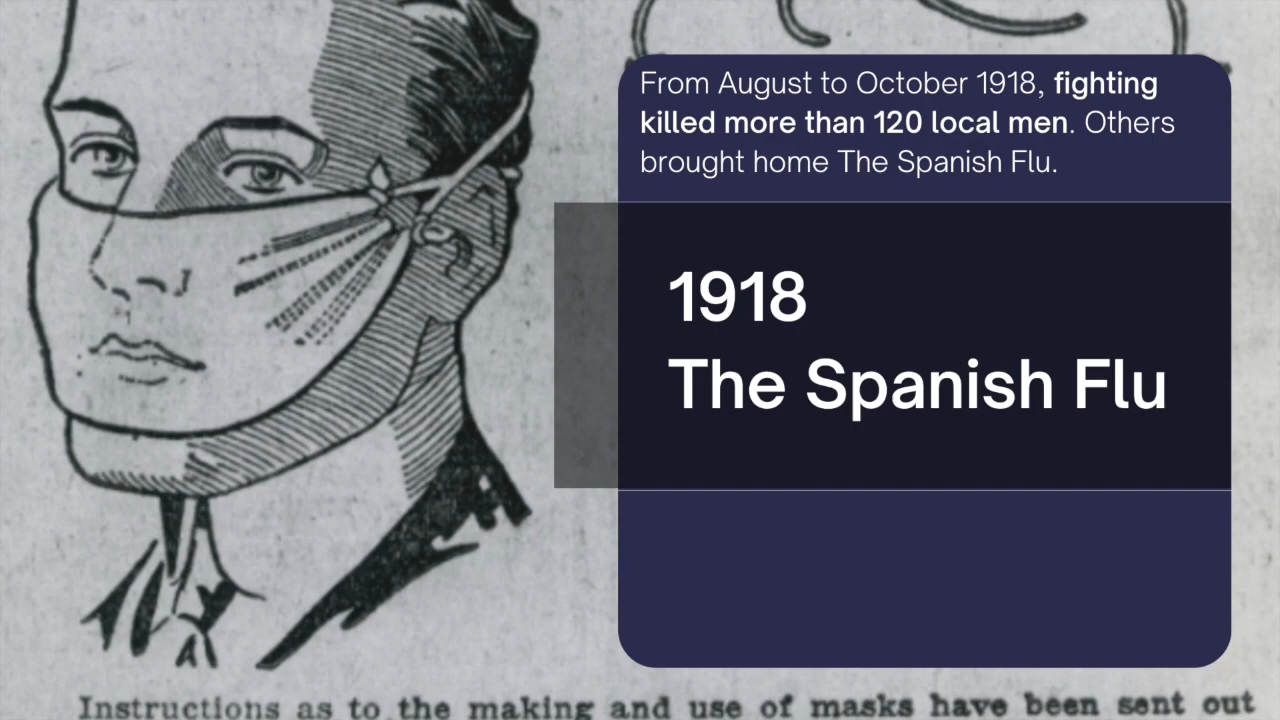 From August to October 1918, fighting
killed more than 120 local men. Others
brought home The Spanish Flu.
1918
The Spanish Flu
Instructions as to the making and use of masks have been sent out